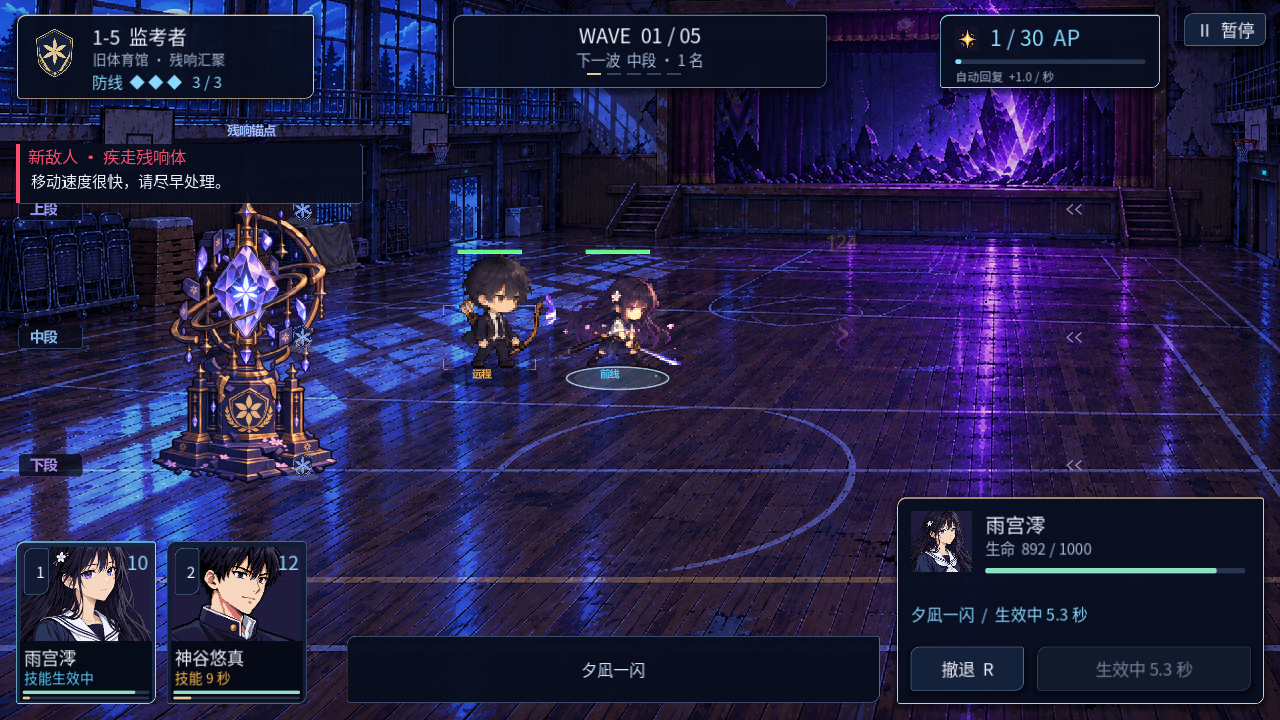 1-5 监考者
旧体育馆 · 残响汇聚
防线 ◆◆◆ 3 / 3
WAVE 01 / 05
下一波 中段 · 1 名
1 / 30 AP
自动回复 +1.0 / 秒
II 暂停
残响锚点
新敌人 · 疾走残响体
移动速度很快，请尽早处理。
上段
<<
124
中段
<<
远程
前线
下段
<<
雨宫澪
生命 892 / 1000
夕凪一闪 / 生效中 5.3 秒
撤退 R
生效中 5.3 秒
1
10
雨宫澪
技能生效中
2
12
神谷悠真
技能 9 秒
夕凪一闪